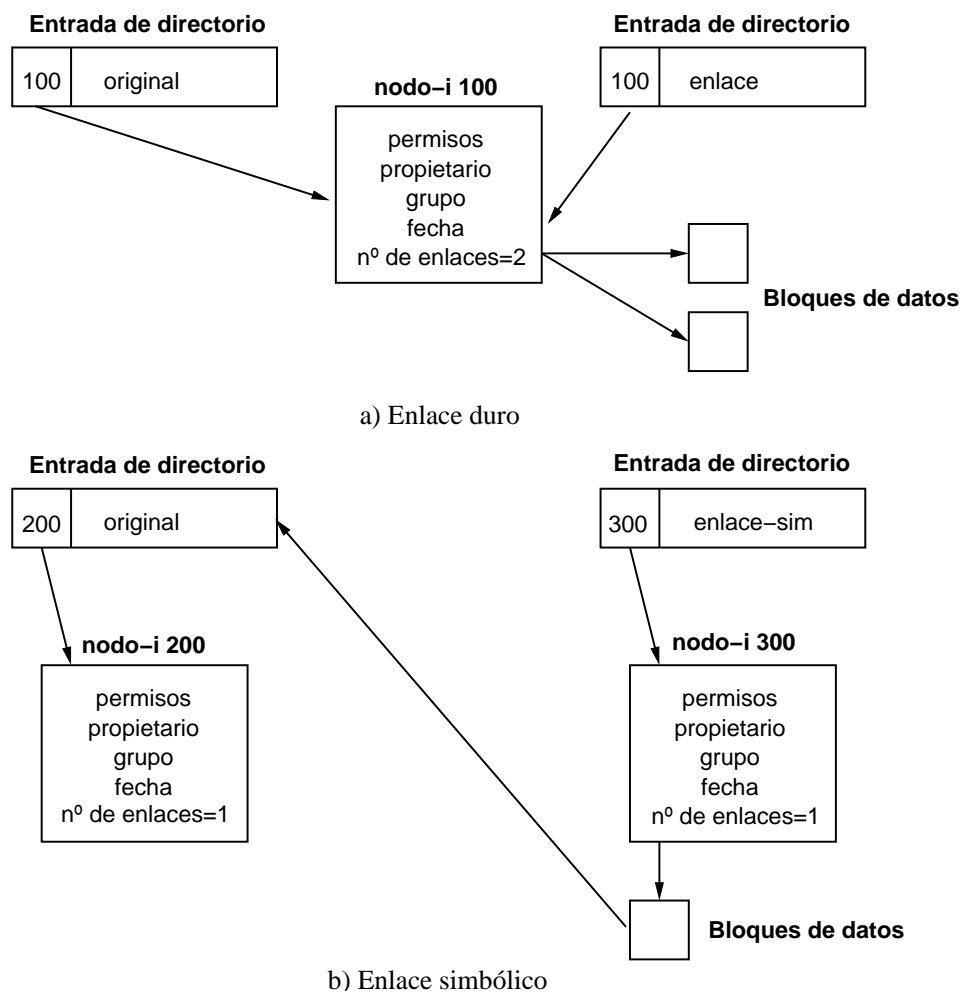 Entrada de directorio
Entrada de directorio
100 original
nodo−i 100
100 enlace
permisos
propietario
grupo
fecha
nº de enlaces=2
Bloques de datos
a) Enlace duro
Entrada de directorio
Entrada de directorio
200 original
300 enlace−sim
nodo−i 200
nodo−i 300
permisos
propietario
grupo
fecha
nº de enlaces=1
permisos
propietario
grupo
fecha
nº de enlaces=1
Bloques de datos
b) Enlace simbólico